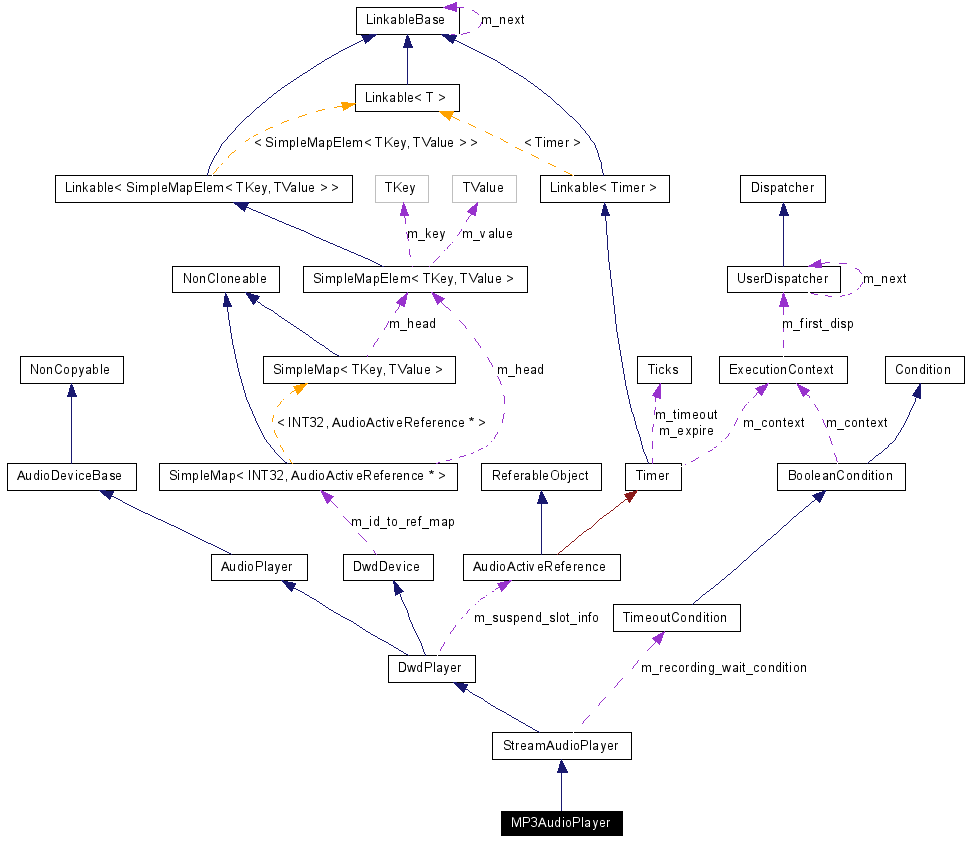 LinkableBase
m_next
Linkable< T >
< SimpleMapElem< TKey, TValue > >
< Timer >
Linkable< SimpleMapElem< TKey, TValue > >
TKey
TValue
Linkable< Timer >
Dispatcher
m_key
m_value
NonCloneable
SimpleMapElem< TKey, TValue >
UserDispatcher
m_next
m_head
m_first_disp
NonCopyable
SimpleMap< TKey, TValue >
m_head
Ticks
ExecutionContext
Condition
< INT32, AudioActiveReference * >
m_timeout
m_expire
m_context
m_context
AudioDeviceBase
SimpleMap< INT32, AudioActiveReference * >
ReferableObject
Timer
BooleanCondition
m_id_to_ref_map
AudioPlayer
DwdDevice
AudioActiveReference
m_suspend_slot_info
TimeoutCondition
DwdPlayer
m_recording_wait_condition
StreamAudioPlayer
MP3AudioPlayer